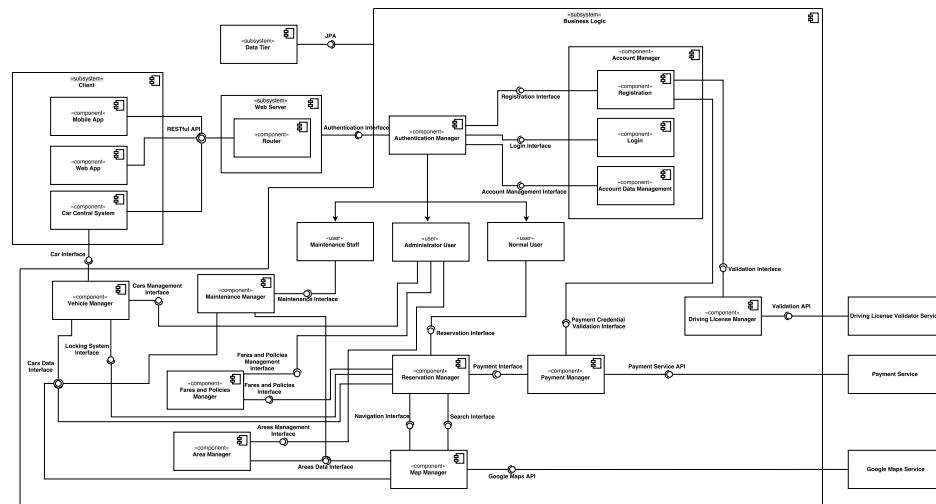 «subsystem»
Business Logic
«subsystem»
Data Tier
JPA
«component»
Account Manager
«subsystem»
Client
«component»
Registration
Registration Interface
«component»
Mobile App
RESTful API
«subsystem»
Web Server
«component»
Router
Authentication Interface
«component»
Authentication Manager
«component»
Login
Login Interface
«component»
Web App
«component»
Account Data Management
Account Management Interface
«component»
Car Central System
«user»
Maintenance Staff
«user»
Administrator User
«user»
Normal User
Car Interface
Validation Interface
«component»
Vehicle Manager
Cars Management
Interface
«component»
Maintenance Manager
Maintenance Interface
«component»
Driving License Manager
Validation API
Driving License Validator Service
Reservation Interface
Payment Credential
Validation Interface
Locking System
Interface
Cars Data
Interface
Fares and Policies
Management
Interface
«component»
Fares and Policies
Manager
Fares and Policies
Interface
«component»
Reservation Manager
Payment Interface
«component»
Payment Manager
Payment Service API
Payment Service
Navigation Interface
Search Interface
Areas Management
Interface
«component»
Area Manager
Areas Data Interface
«component»
Map Manager
Google Maps API
Google Maps Service